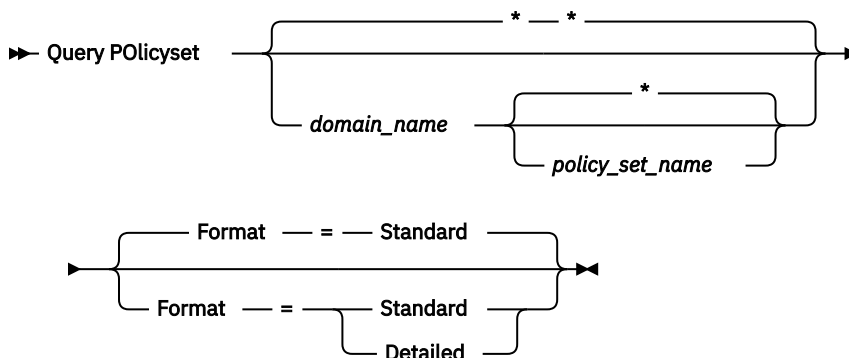 * — *
Query POlicyset
*
domain_name
policy_set_name
Format — = — Standard
Format — = — Standard
Detailed